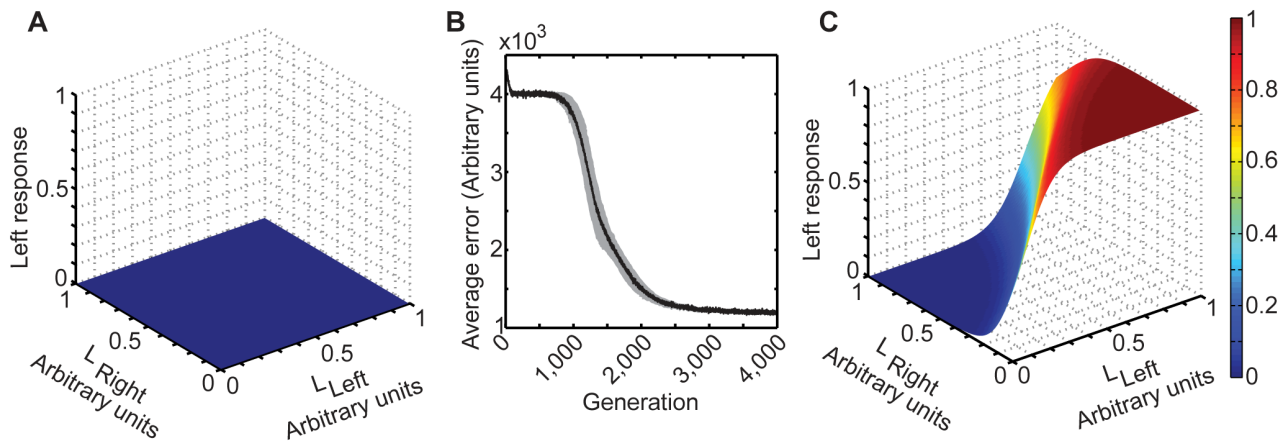 A
Left response
1
0.5
0
1
0.5
0
L Right
Arbitrary units
0
0.5
1
L Left
Arbitrary units
B
x10³
Average error (Arbitrary units)
4
3
2
1
0
1,000
2,000
3,000
4,000
Generation
C
Left response
1
0.5
0
1
0.5
0
L Right
Arbitrary units
0
0.5
1
L Left
Arbitrary units
1
0.8
0.6
0.4
0.2
0